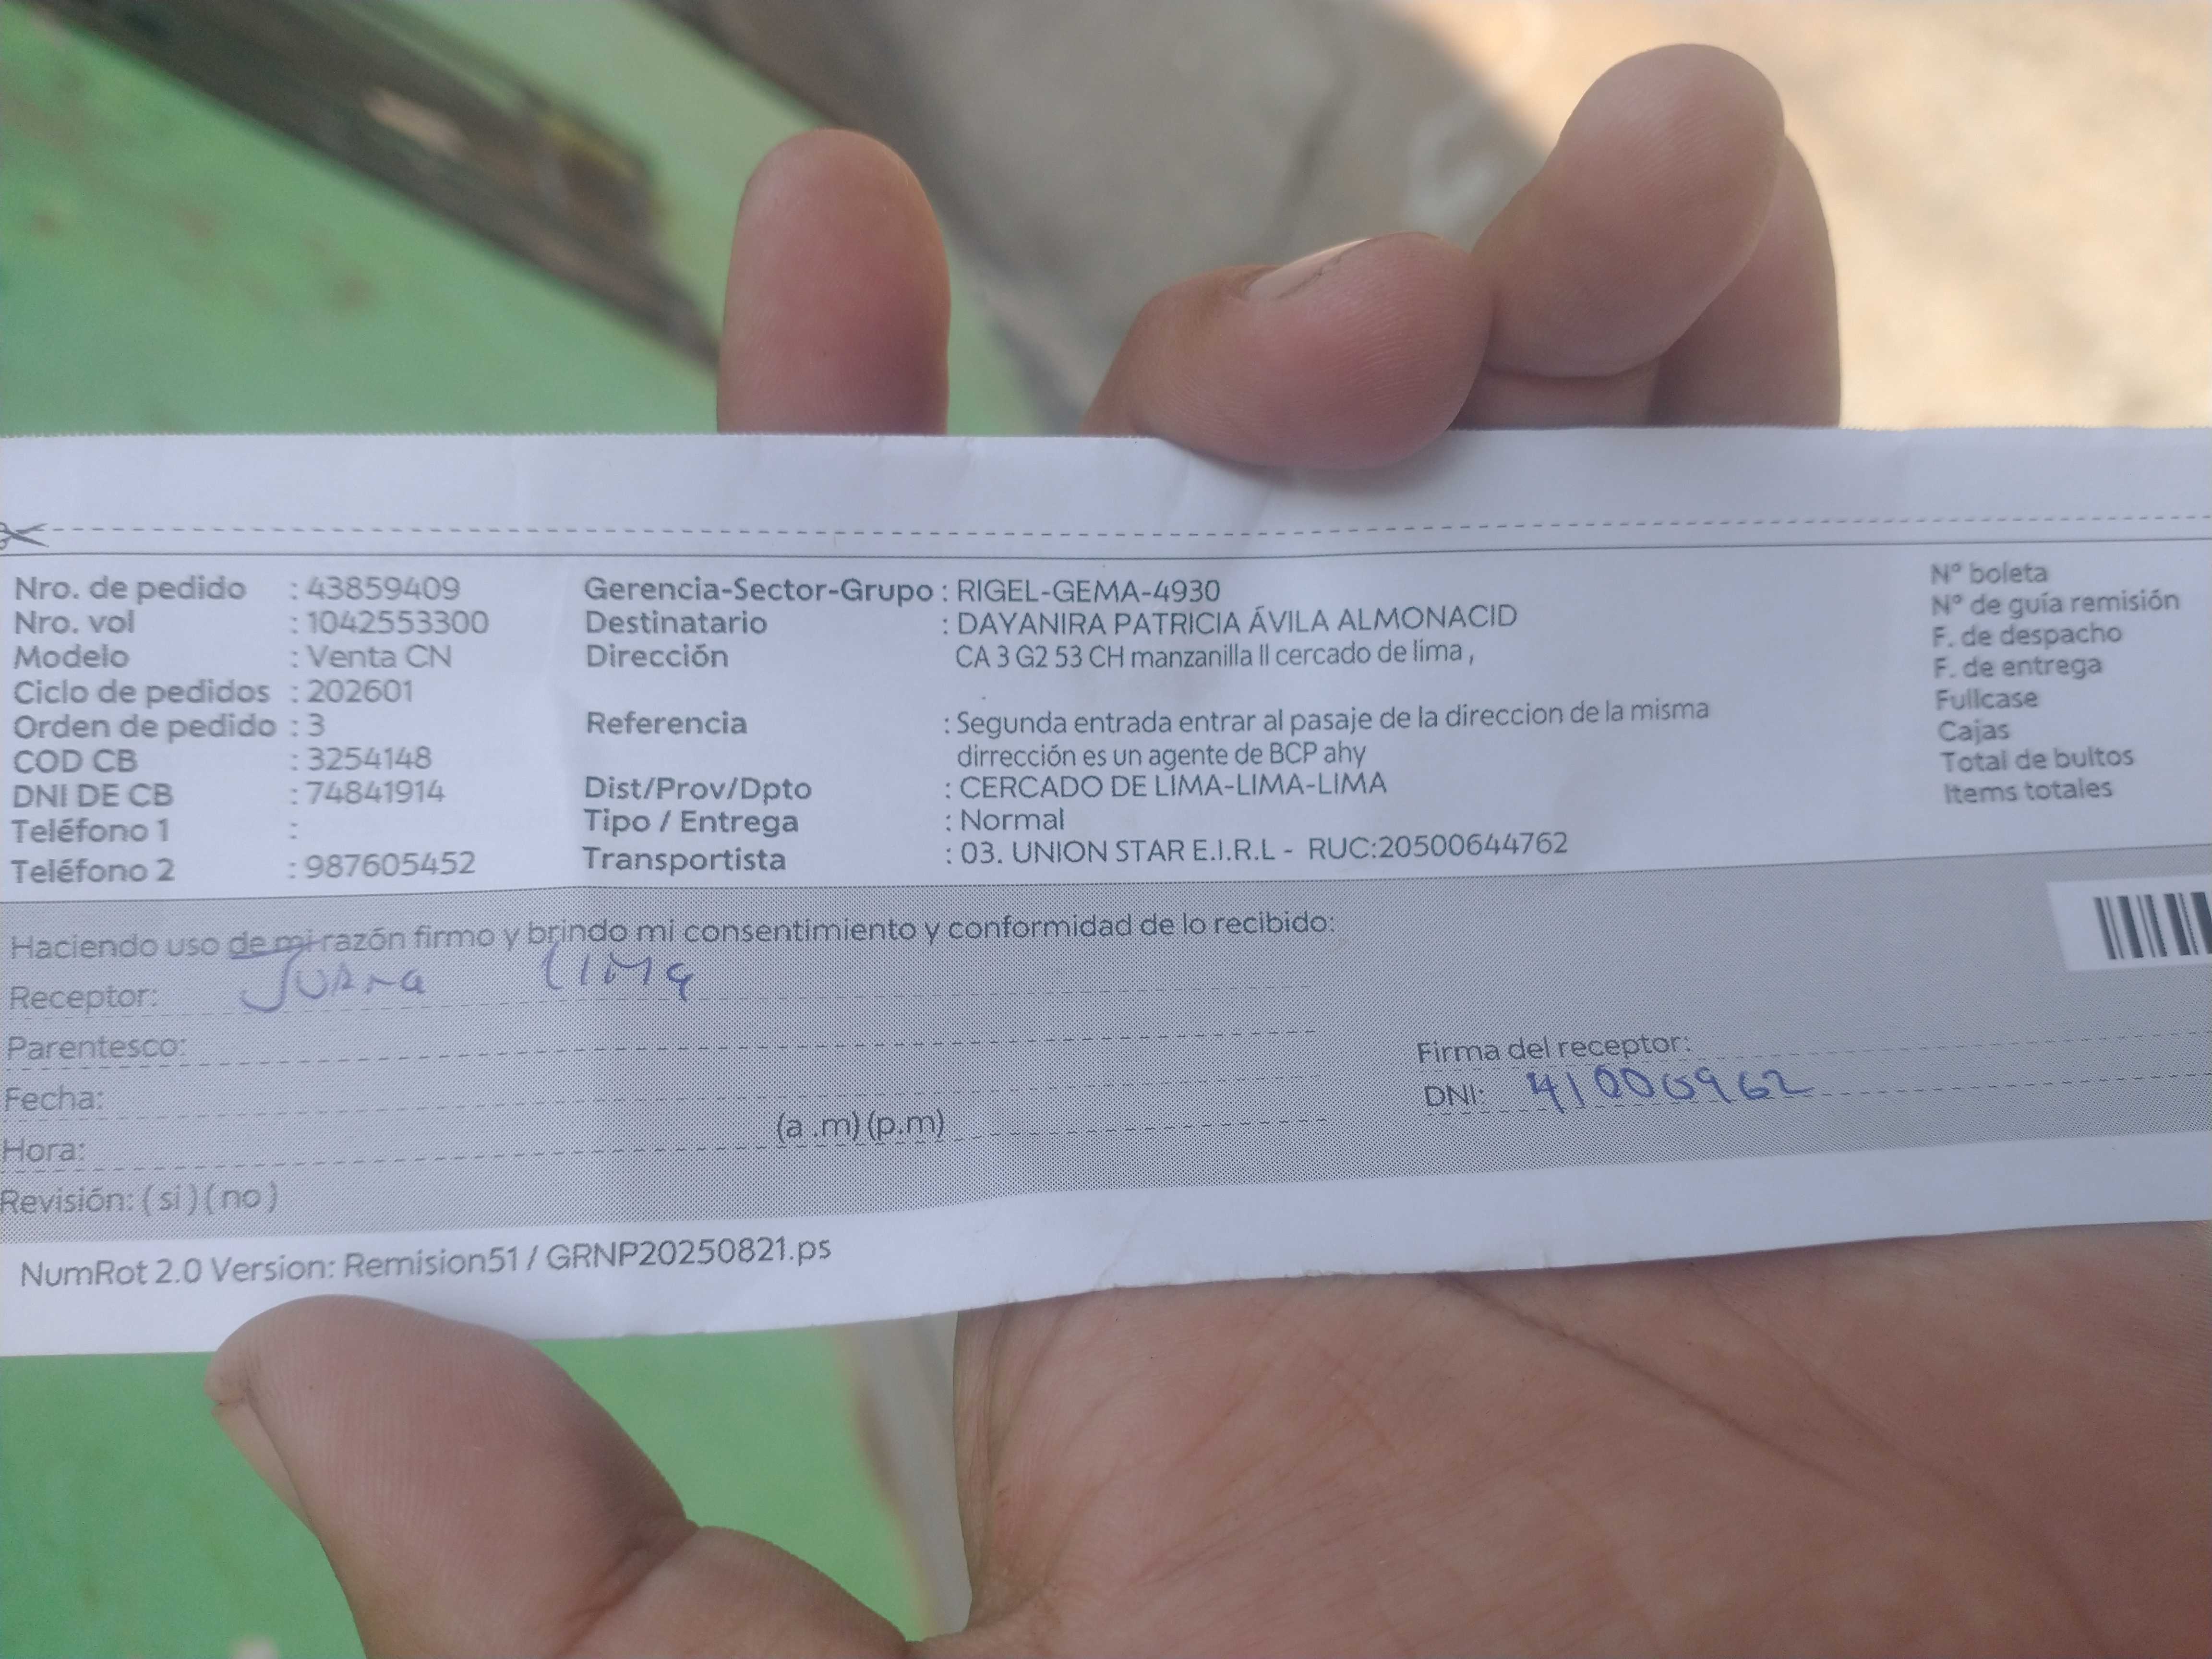 Nro. de pedido : 43859409
Nro. vol : 1042553300
Modelo : Venta CN
Ciclo de pedidos : 202601
Orden de pedido : 3
COD CB : 3254148
DNI DE CB : 74841914
Teléfono 1 :
Teléfono 2 : 987605452
Gerencia-Sector-Grupo : RIGEL-GEMA-4930
Destinatario : DAYANIRA PATRICIA ÁVILA ALMONACID
Dirección CA 3 G2 53 CH manzanilla II cercado de lima ,
Referencia : Segunda entrada entrar al pasaje de la direccion de la misma
dirrección es un agente de BCP ahy
Dist/Prov/Dpto : CERCADO DE LIMA-LIMA-LIMA
Tipo / Entrega : Normal
Transportista : 03. UNION STAR E.I.R.L - RUC:20500644762
N° boleta
N° de guía remisión
F. de despacho
F. de entrega
Fullcase
Cajas
Total de bultos
Items totales
Haciendo uso de mi razón firmo y brindo mi consentimiento y conformidad de lo recibido:
Receptor: Lima
Parentesco:
Fecha:
Hora: (a .m) (p.m)
Revisión: ( si ) ( no )
Firma del receptor:
DNI:
NumRot 2.0 Version: Remision51 / GRNP20250821.ps